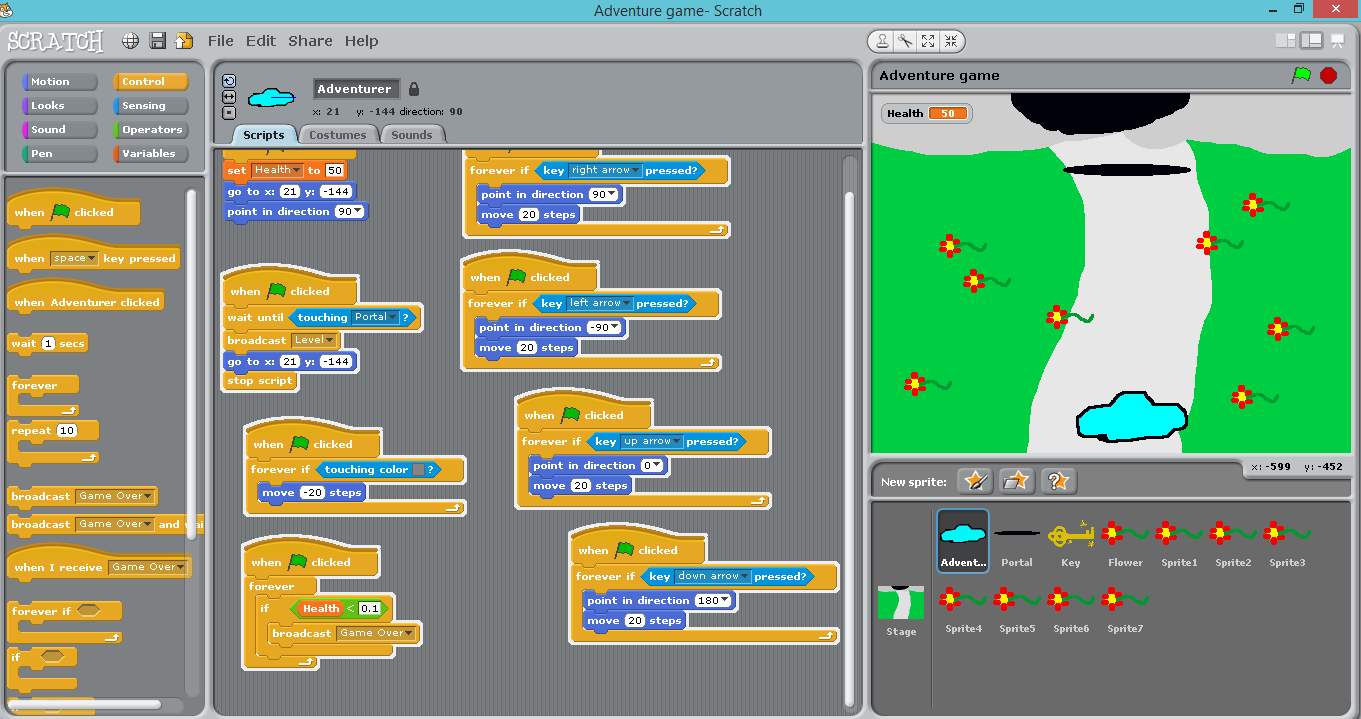 Adventure game- Scratch
SCRATCH File Edit Share Help
Motion Control
Looks Sensing
Sound Operators
Pen Variables
when clicked
when space key pressed
when Adventurer clicked
wait 1 secs
forever
repeat 10
broadcast Game Over
broadcast Game Over and wai
when I receive Game Over
forever if
if
Adventurer
x: 21 y: -144 direction: 90
Scripts Costumes Sounds
set Health to 50
go to x: 21 y: -144
point in direction 90
when clicked
wait until touching Portal ?
broadcast Level
go to x: 21 y: -144
stop script
when clicked
forever if touching color ?
move -20 steps
when clicked
forever
if Health < 0.1
broadcast Game Over
forever if key right arrow pressed?
point in direction 90
move 20 steps
when clicked
forever if key left arrow pressed?
point in direction -90
move 20 steps
when clicked
forever if key up arrow pressed?
point in direction 0
move 20 steps
when clicked
forever if key down arrow pressed?
point in direction 180
move 20 steps
Adventure game
Health 50
x: -599 y: -452
New sprite:
Advent... Portal Key Flower Sprite1 Sprite2 Sprite3
Stage
Sprite4 Sprite5 Sprite6 Sprite7